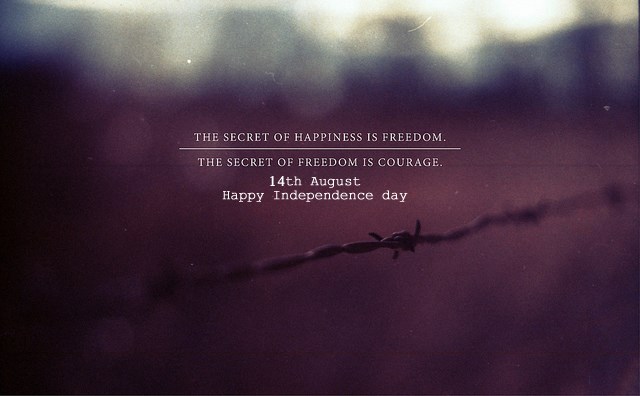 THE SECRET OF HAPPINESS IS FREEDOM.
THE SECRET OF FREEDOM IS COURAGE.
14th August
Happy Independence day